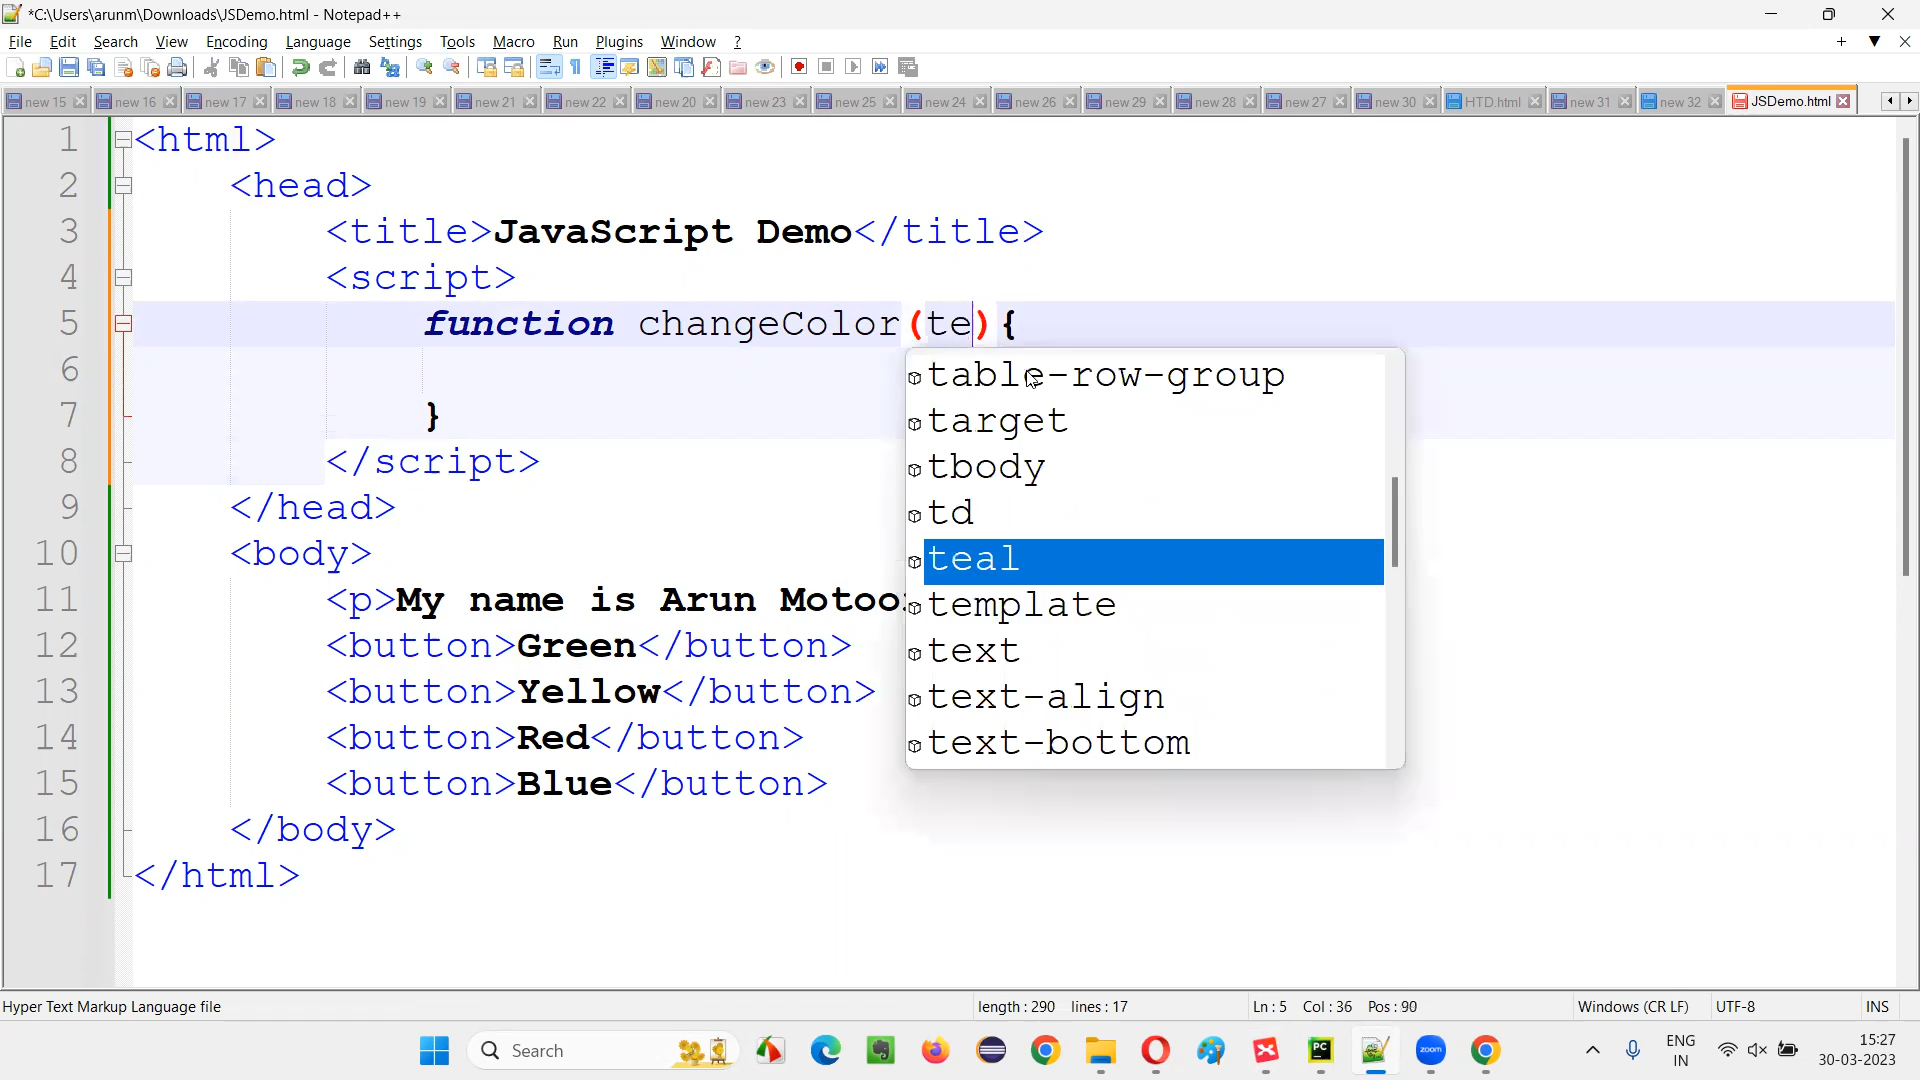 *C:\Users\arunm\Downloads\JSDemo.html - Notepad++
File Edit Search View Encoding Language Settings Tools Macro Run Plugins Window ?
new 15 new 16 new 17 new 18 new 19 new 21 new 22 new 20 new 23 new 25 new 24 new 26 new 29 new 28 new 27 new 30 HTD.html new 31 new 32 JSDemo.html
1 <html>
2 <head>
3 <title>JavaScript Demo</title>
4 <script>
5 function changeColor(te){
6
7 }
8 </script>
9 </head>
10 <body>
11 <p>My name is Arun
12 <button>Green</button>
13 <button>Yellow</button>
14 <button>Red</button>
15 <button>Blue</button>
16 </body>
17 </html>
table-row-group
target
tbody
td
teal
template
text
text-align
text-bottom
Hyper Text Markup Language file length : 290 lines : 17 Ln : 5 Col : 36 Pos : 90 Windows (CR LF) UTF-8 INS
Search
PC
zoom
ENG
IN
15:27
30-03-2023